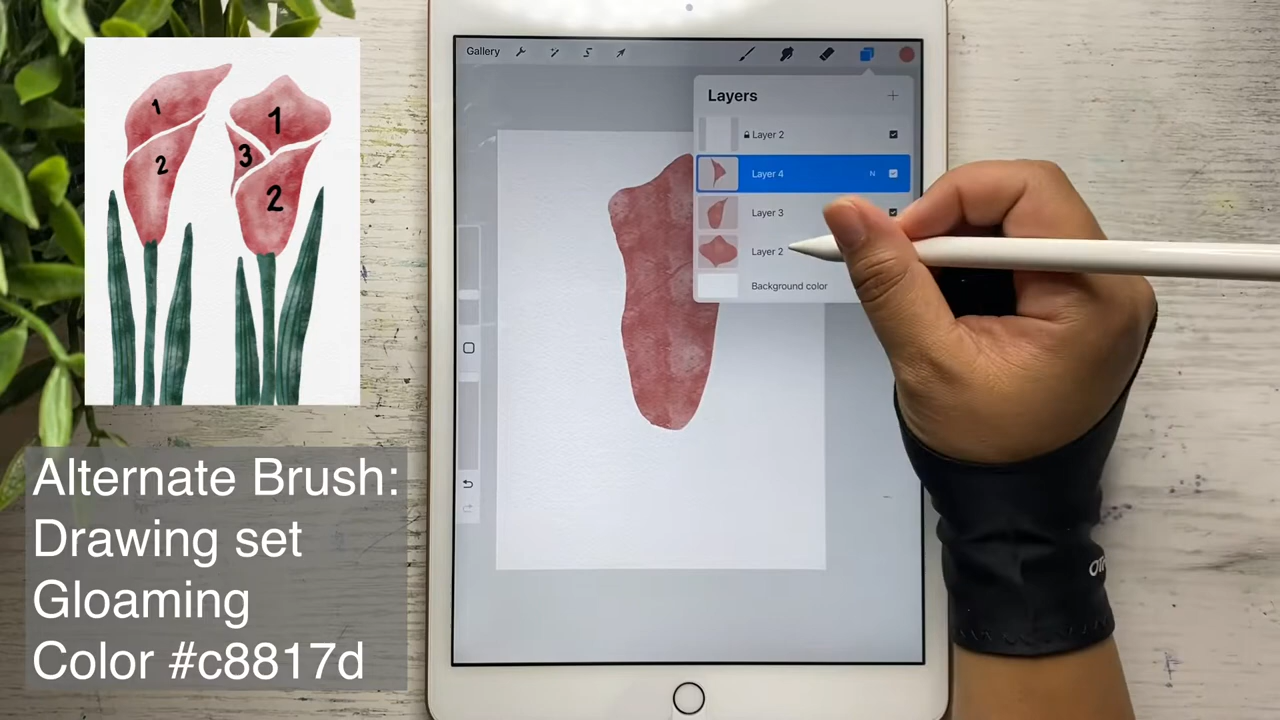 1
2
1
3
2
Alternate Brush:
Drawing set
Gloaming
Color #c8817d
Gallery
Layers
Layer 2
Layer 4 N
Layer 3
Layer 2
Background color